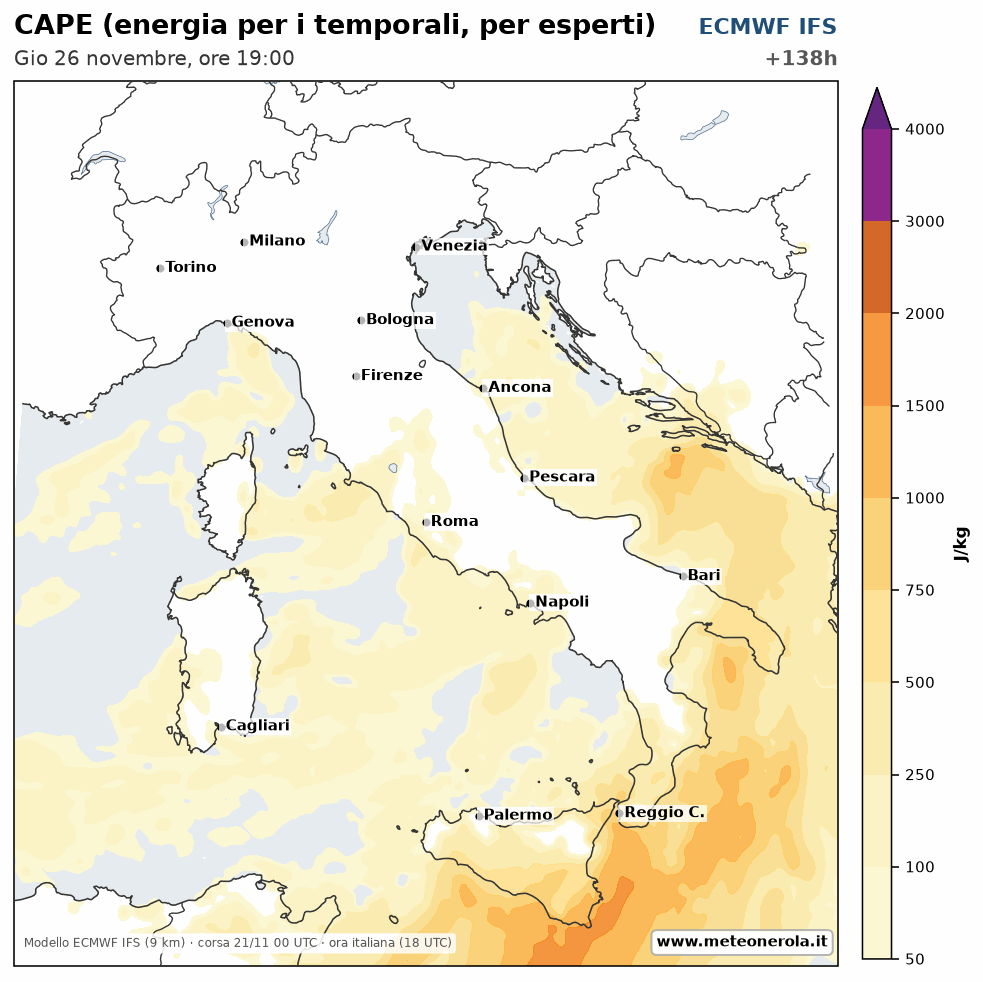 CAPE (energia per i temporali, per esperti)
ECMWF IFS
Gio 26 novembre, ore 19:00
+138h
4000
3000
2000
1500
1000
750
500
250
100
50
J/kg
Milano
Venezia
Torino
Genova
Bologna
Firenze
Ancona
Pescara
Roma
Bari
Napoli
Cagliari
Palermo
Reggio C.
Modello ECMWF IFS (9 km) · corsa 21/11 00 UTC · ora italiana (18 UTC)
www.meteonerola.it